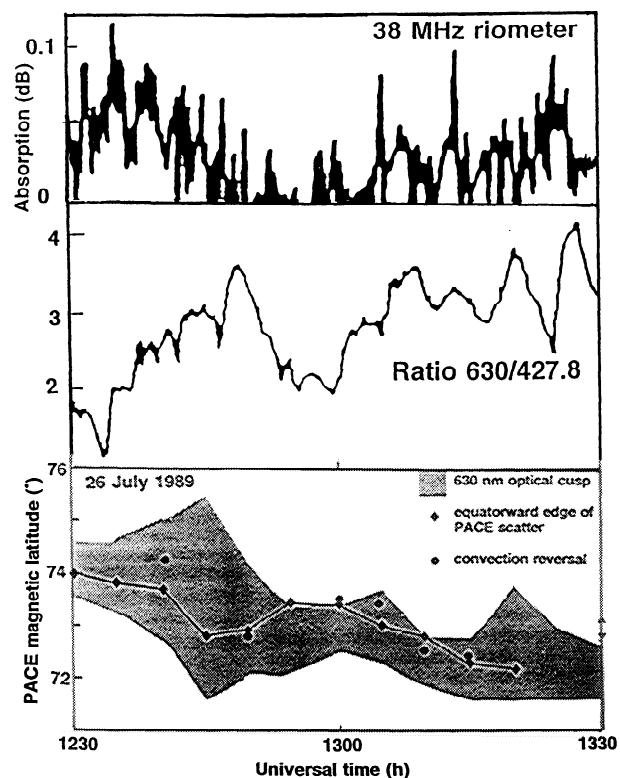 38 MHz riometer
0.1
0
Absorption (dB)
4
3
2
Ratio 630/427.8
76
74
72
PACE magnetic latitude (°)
26 July 1989
630 nm optical cusp
equatorward edge of
PACE scatter
convection reversal
1230
1300
1330
Universal time (h)